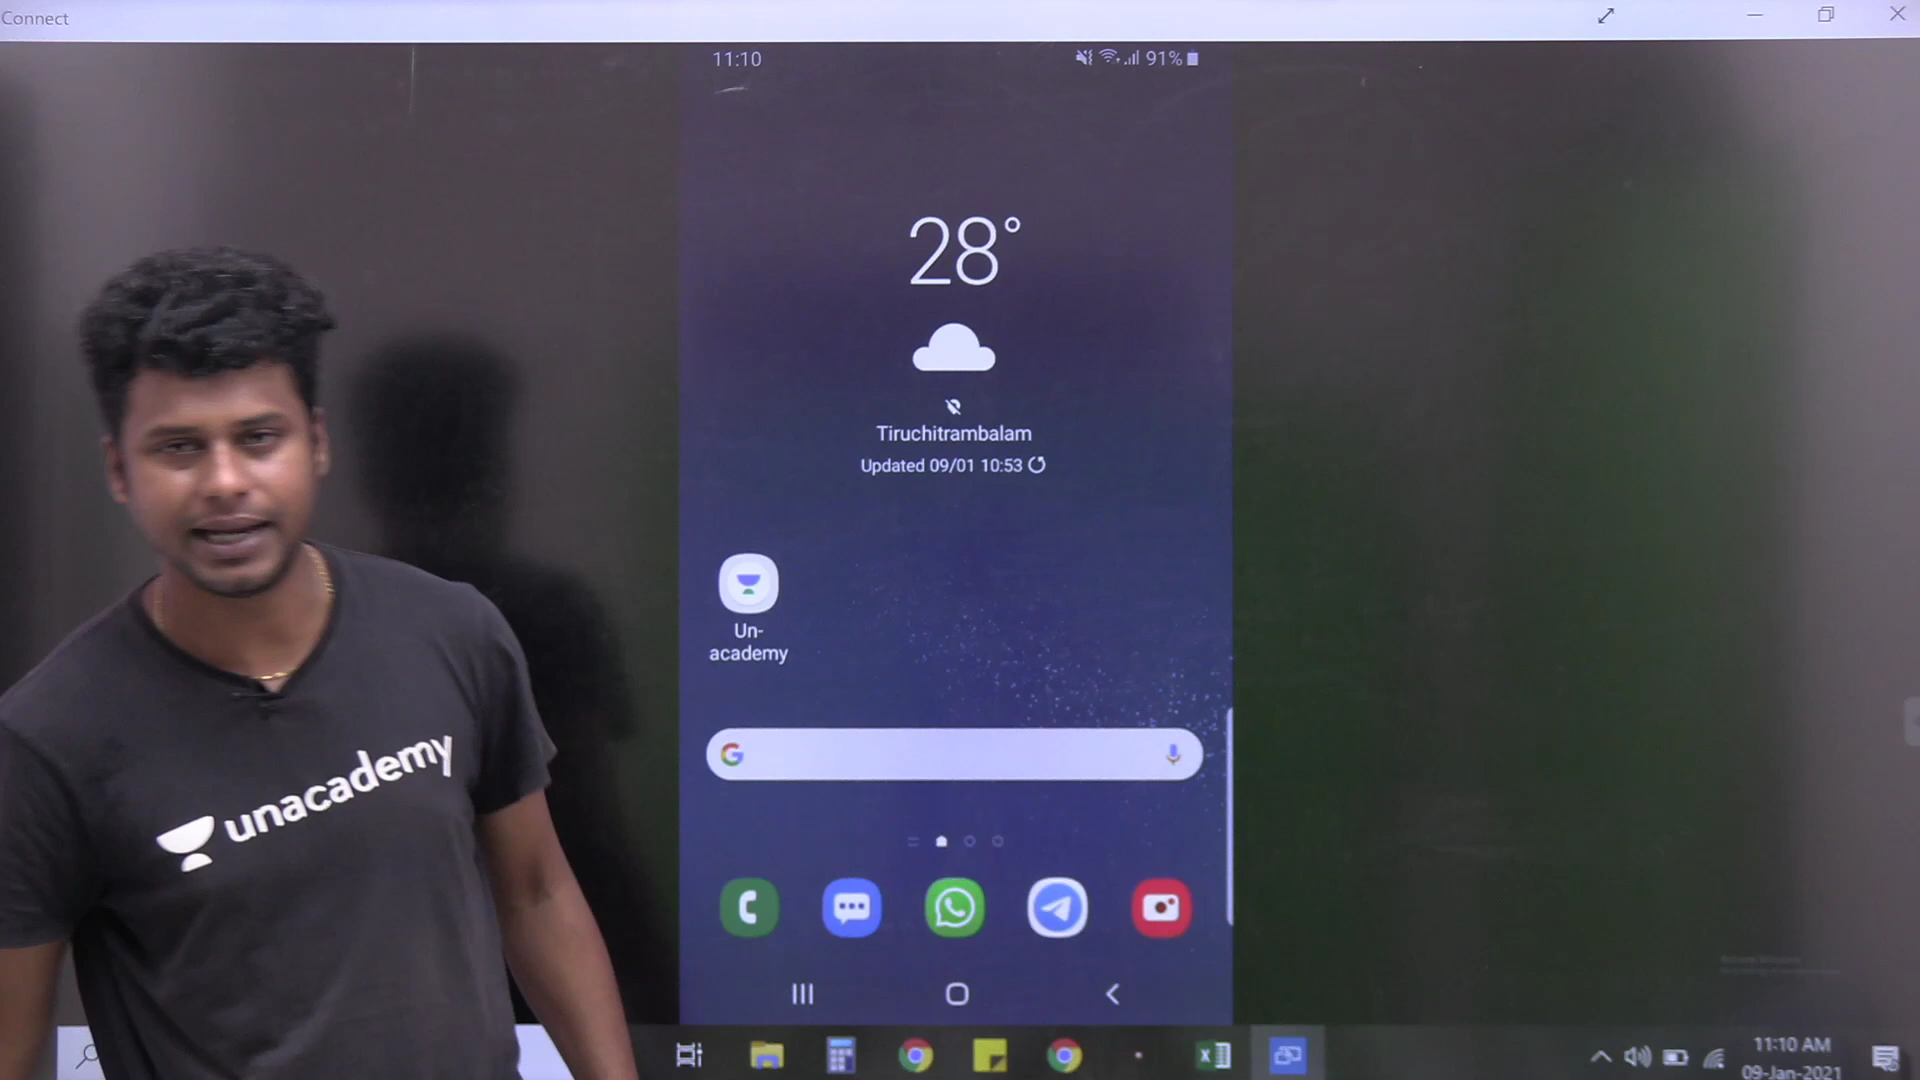 Connect
11:10
91%
28°
Tiruchitrambalam
Updated 09/01 10:53
Un-
academy
unacademy
11:10 AM
09-Jan-2021